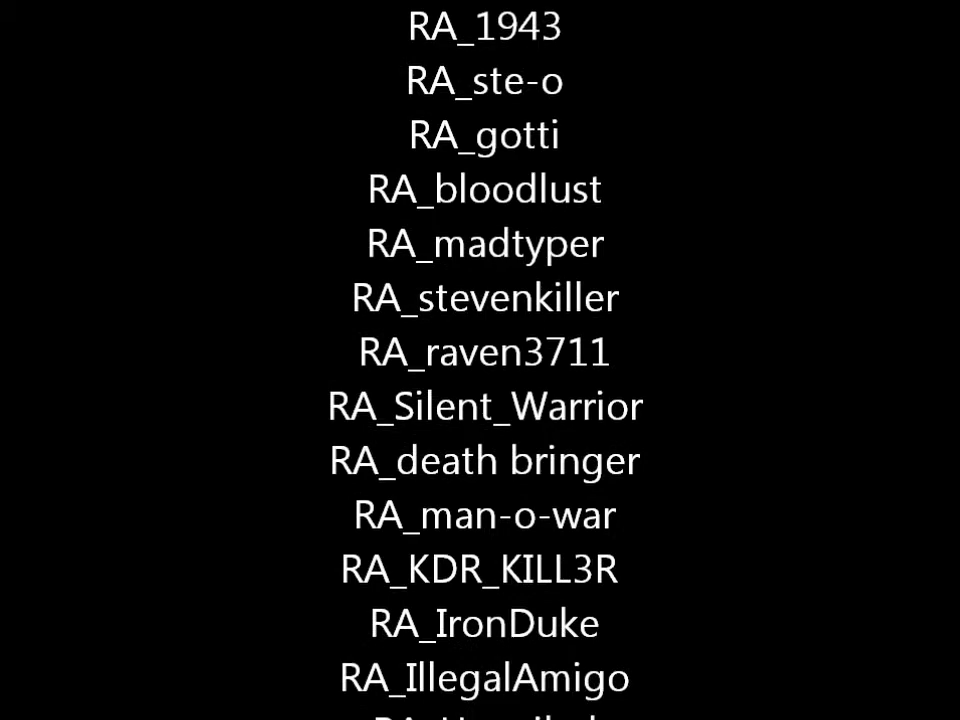 RA_1943
RA_ste-o
RA_gotti
RA_bloodlust
RA_madtyper
RA_stevenkiller
RA_raven3711
RA_Silent_Warrior
RA_death bringer
RA_man-o-war
RA_KDR_KILL3R
RA_IronDuke
RA_IllegalAmigo